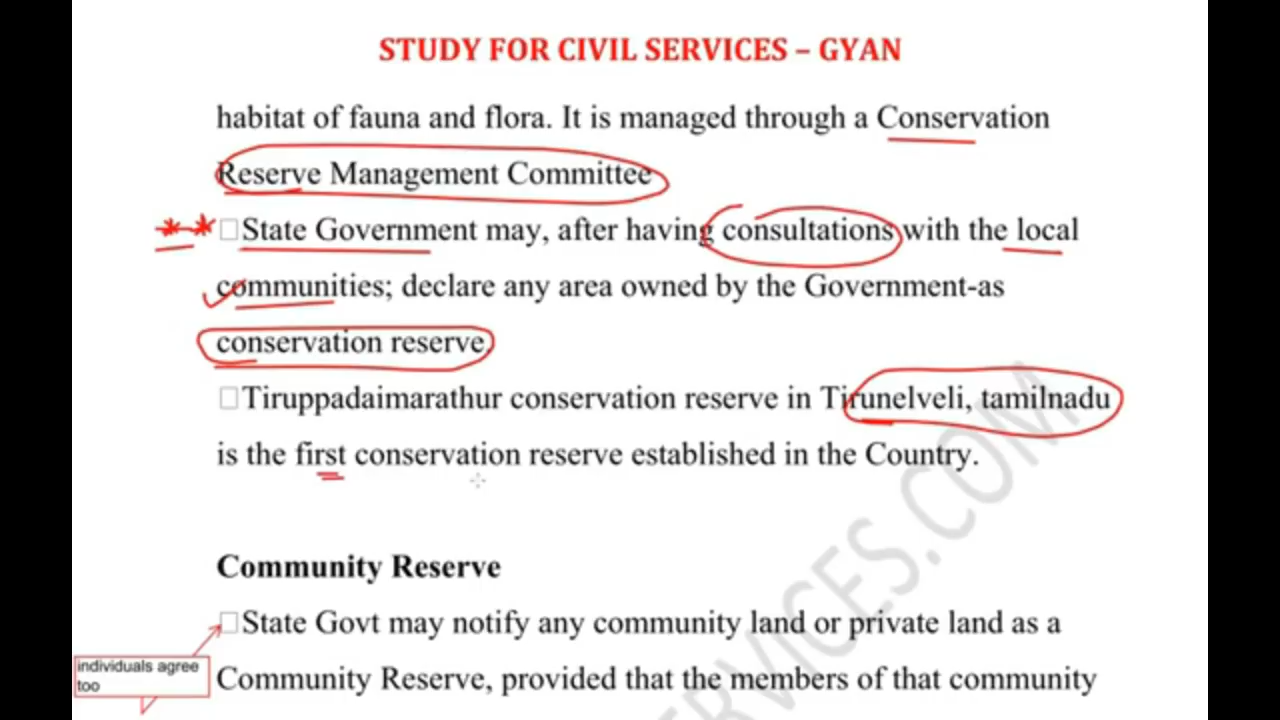 STUDY FOR CIVIL SERVICES – GYAN
habitat of fauna and flora. It is managed through a Conservation
Reserve Management Committee
State Government may, after having consultations with the local
communities; declare any area owned by the Government-as
conservation reserve.
Tiruppadaimarathur conservation reserve in Tirunelveli, tamilnadu
is the first conservation reserve established in the Country.
Community Reserve
State Govt may notify any community land or private land as a
individuals agree
too
Community Reserve, provided that the members of that community
VICES.COM